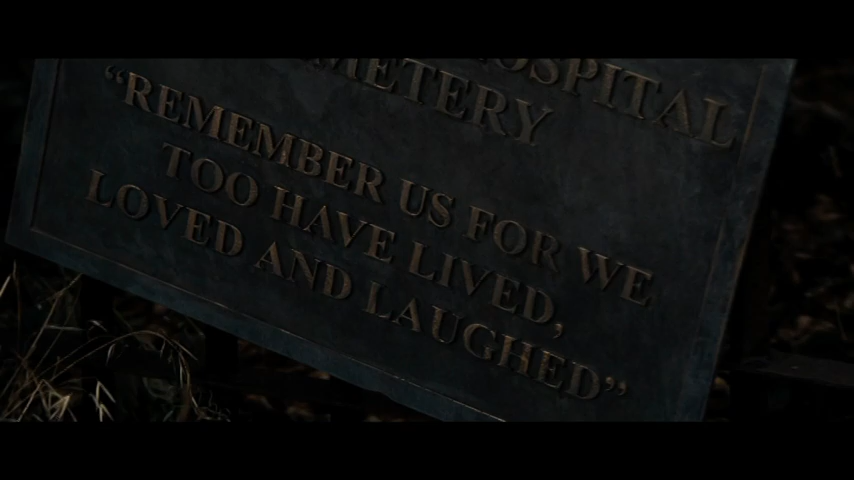 HOSPITAL
METERY
“REMEMBER US FOR WE
TOO HAVE LIVED,
LOVED AND LAUGHED”